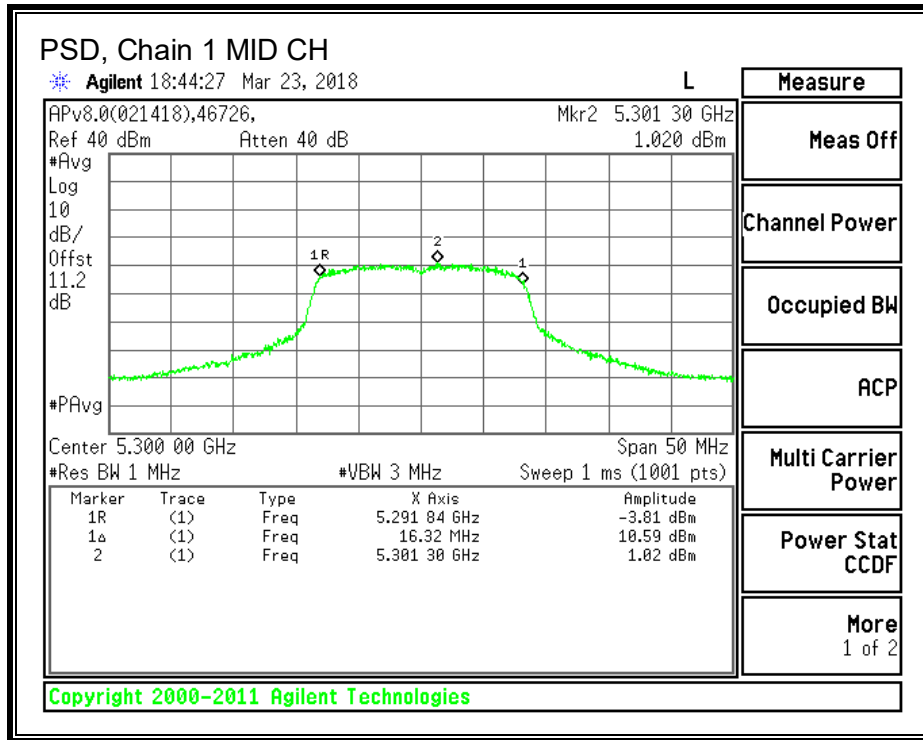 PSD, Chain 1 MID CH
Agilent 18:44:27 Mar 23, 2018 L
Measure
APv8.0(021418),46726, Mkr2 5.301 30 GHz
Ref 40 dBm Atten 40 dB 1.020 dBm
Meas Off
#Avg
Log
10
dB/
Offst
11.2
dB
1R
2
1
#PAvg
Channel Power
Occupied BW
ACP
Center 5.300 00 GHz Span 50 MHz
#Res BW 1 MHz #VBW 3 MHz Sweep 1 ms (1001 pts)
Multi Carrier
Power
Marker Trace Type X Axis Amplitude
1R (1) Freq 5.291 84 GHz -3.81 dBm
1Δ (1) Freq 16.32 MHz 10.59 dBm
2 (1) Freq 5.301 30 GHz 1.02 dBm
Power Stat
CCDF
More
1 of 2
Copyright 2000-2011 Agilent Technologies